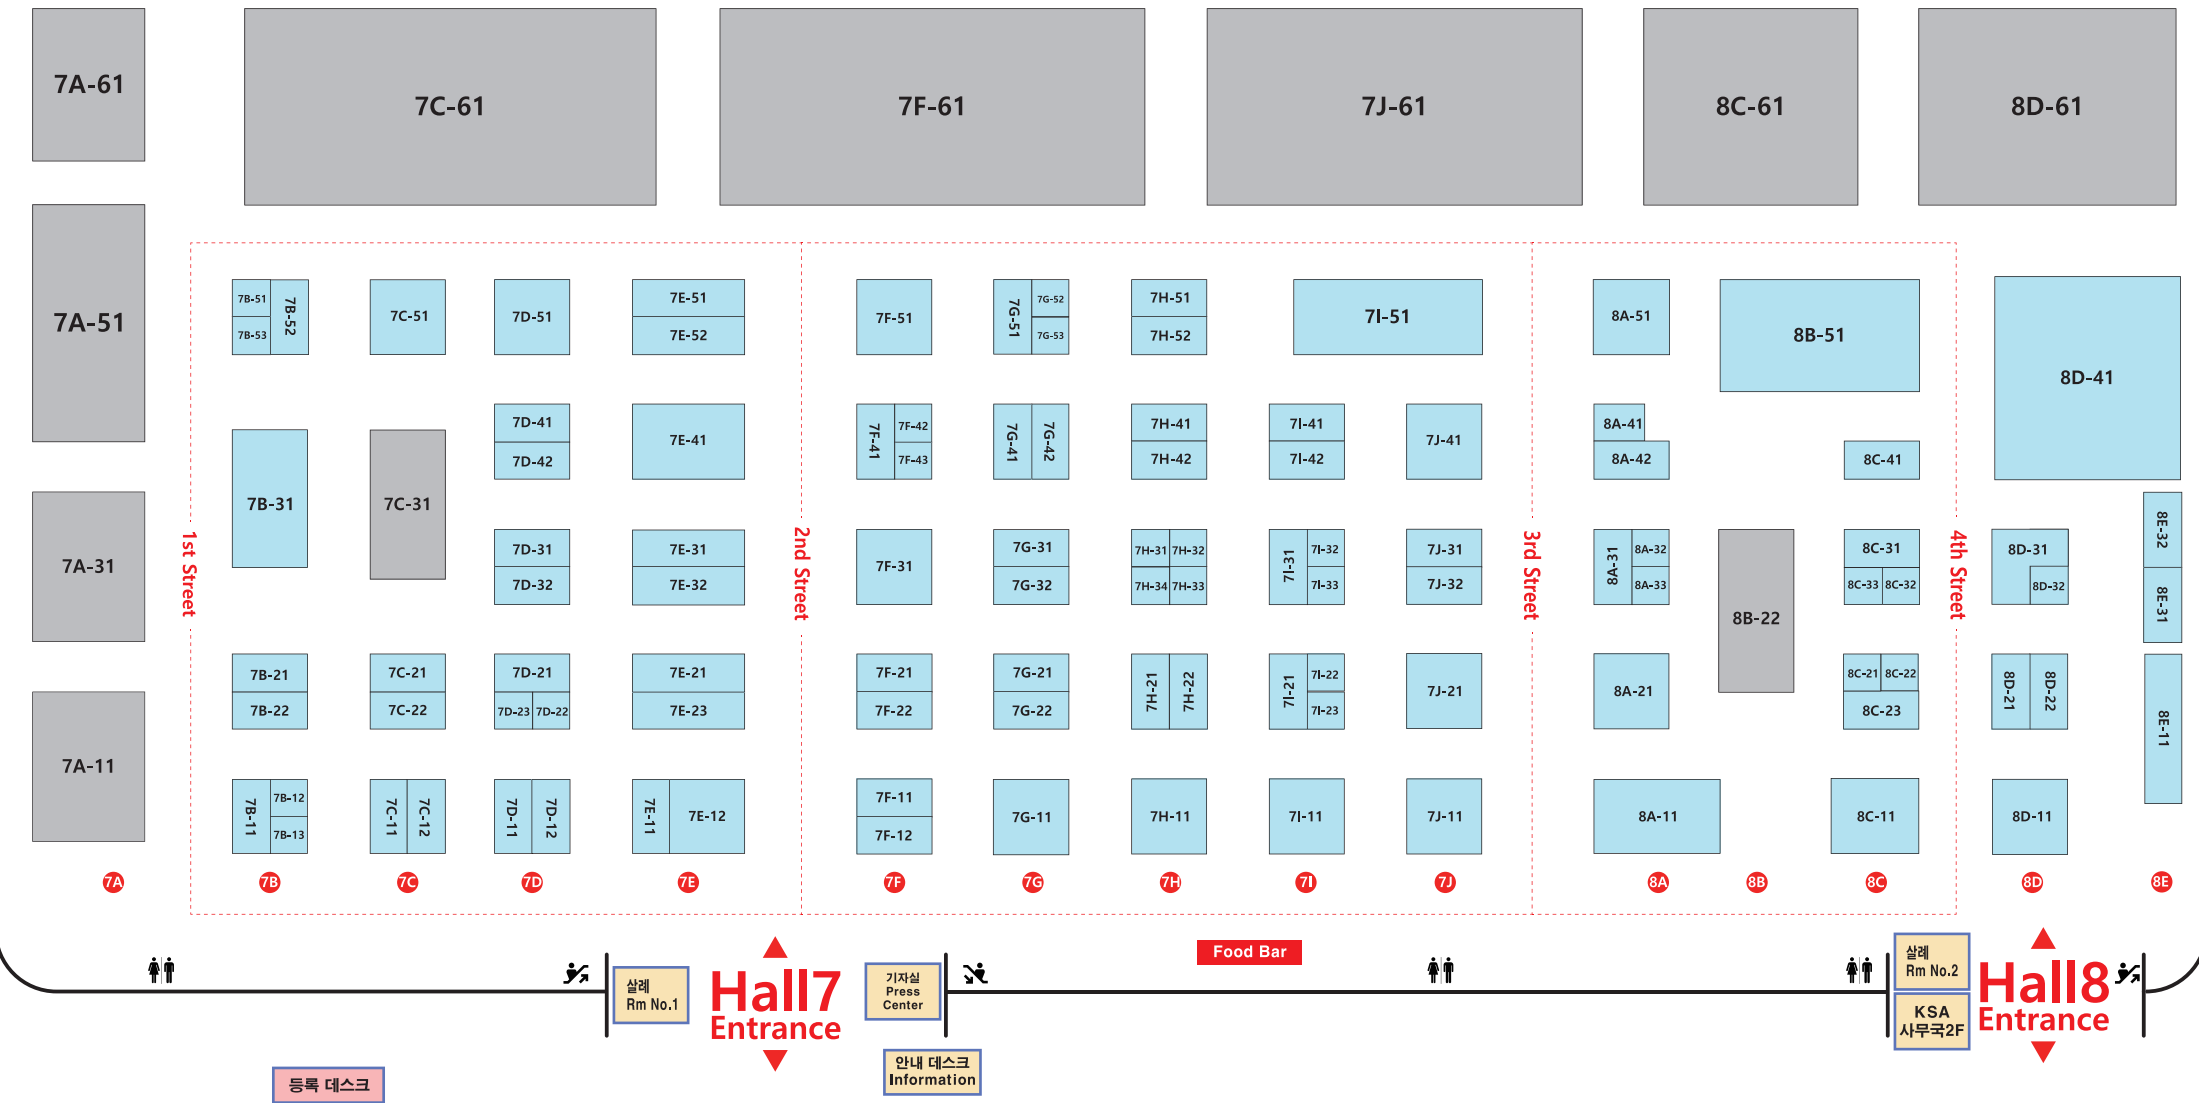 7A-61
7C-61
7F-61
7J-61
8C-61
8D-61
7A-51
7A-31
7A-11
1st Street
2nd Street
3rd Street
4th Street
7B-51
7B-53
7B-52
7C-51
7D-51
7E-51
7E-52
7F-51
7G-51
7G-52
7G-53
7H-51
7H-52
7I-51
8A-51
8B-51
8D-41
7B-31
7C-31
7D-41
7D-42
7E-41
7F-41
7F-42
7F-43
7G-41
7G-42
7H-41
7H-42
7I-41
7I-42
7J-41
8A-41
8A-42
8C-41
7D-31
7D-32
7E-31
7E-32
7F-31
7G-31
7G-32
7H-31
7H-32
7H-34
7H-33
7I-31
7I-32
7I-33
7J-31
7J-32
8A-31
8A-32
8A-33
8B-22
8C-31
8C-33
8C-32
8D-31
8D-32
8E-32
8E-31
7B-21
7B-22
7C-21
7C-22
7D-21
7D-23
7D-22
7E-21
7E-23
7F-21
7F-22
7G-21
7G-22
7H-21
7H-22
7I-21
7I-22
7I-23
7J-21
8A-21
8C-21
8C-22
8C-23
8D-21
8D-22
8E-11
7B-11
7B-12
7B-13
7C-11
7C-12
7D-11
7D-12
7E-11
7E-12
7F-11
7F-12
7G-11
7H-11
7I-11
7J-11
8A-11
8C-11
8D-11
7A
7B
7C
7D
7E
7F
7G
7H
7I
7J
8A
8B
8C
8D
8E
살레
Rm No.1
Hall7
Entrance
기자실
Press
Center
Food Bar
살레
Rm No.2
KSA
사무국2F
Hall8
Entrance
안내 데스크
Information
등록 데스크